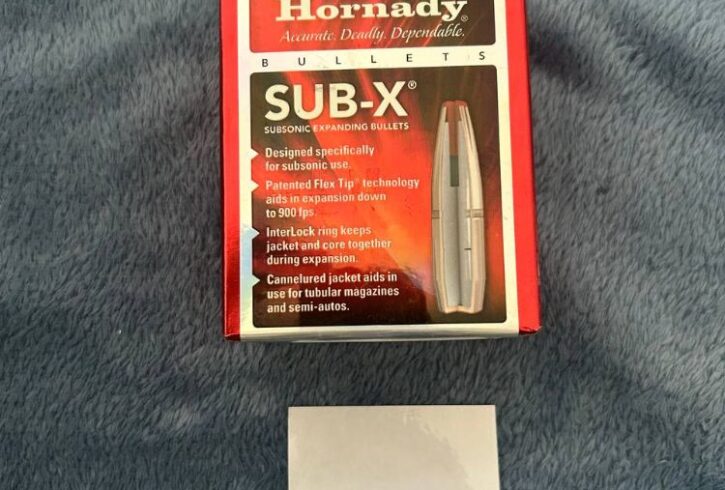 Hornady®
Accurate. Deadly. Dependable.
BULLETS
SUB-X®
SUBSONIC EXPANDING BULLETS
Designed specifically
for subsonic use.
Patented Flex Tip® technology
aids in expansion down
to 900 fps.
InterLock ring keeps
jacket and core together
during expansion.
Cannelured jacket aids in
use for tubular magazines
and semi-autos.